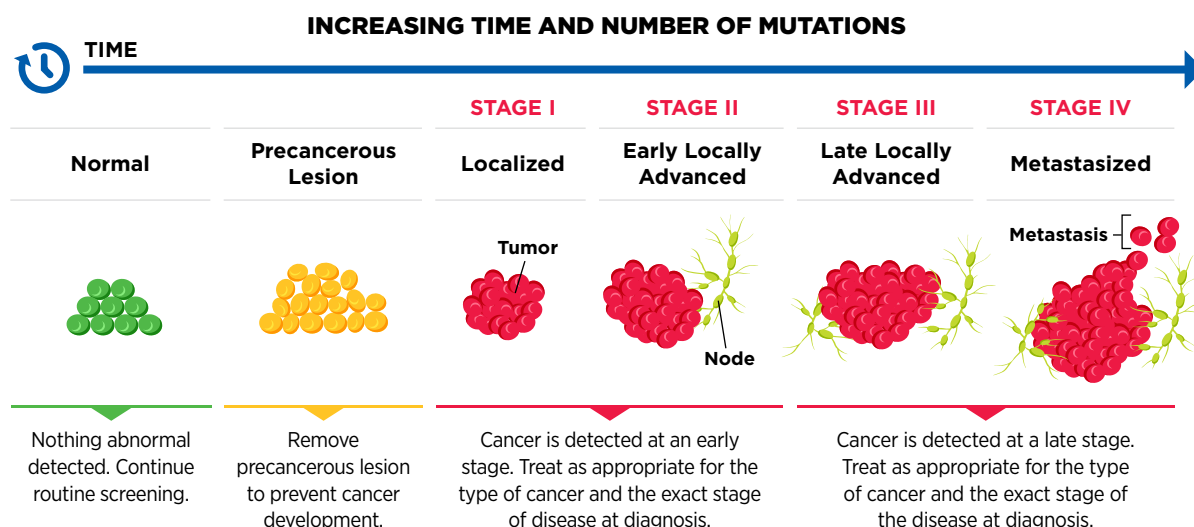 INCREASING TIME AND NUMBER OF MUTATIONS
TIME
STAGE I
STAGE II
STAGE III
STAGE IV
Normal
Precancerous
Lesion
Localized
Early Locally
Advanced
Late Locally
Advanced
Metastasized
Tumor
Node
Metastasis
Nothing abnormal
detected. Continue
routine screening.
Remove
precancerous lesion
to prevent cancer
development.
Cancer is detected at an early
stage. Treat as appropriate for the
type of cancer and the exact stage
of disease at diagnosis.
Cancer is detected at a late stage.
Treat as appropriate for the type
of cancer and the exact stage of
the disease at diagnosis.